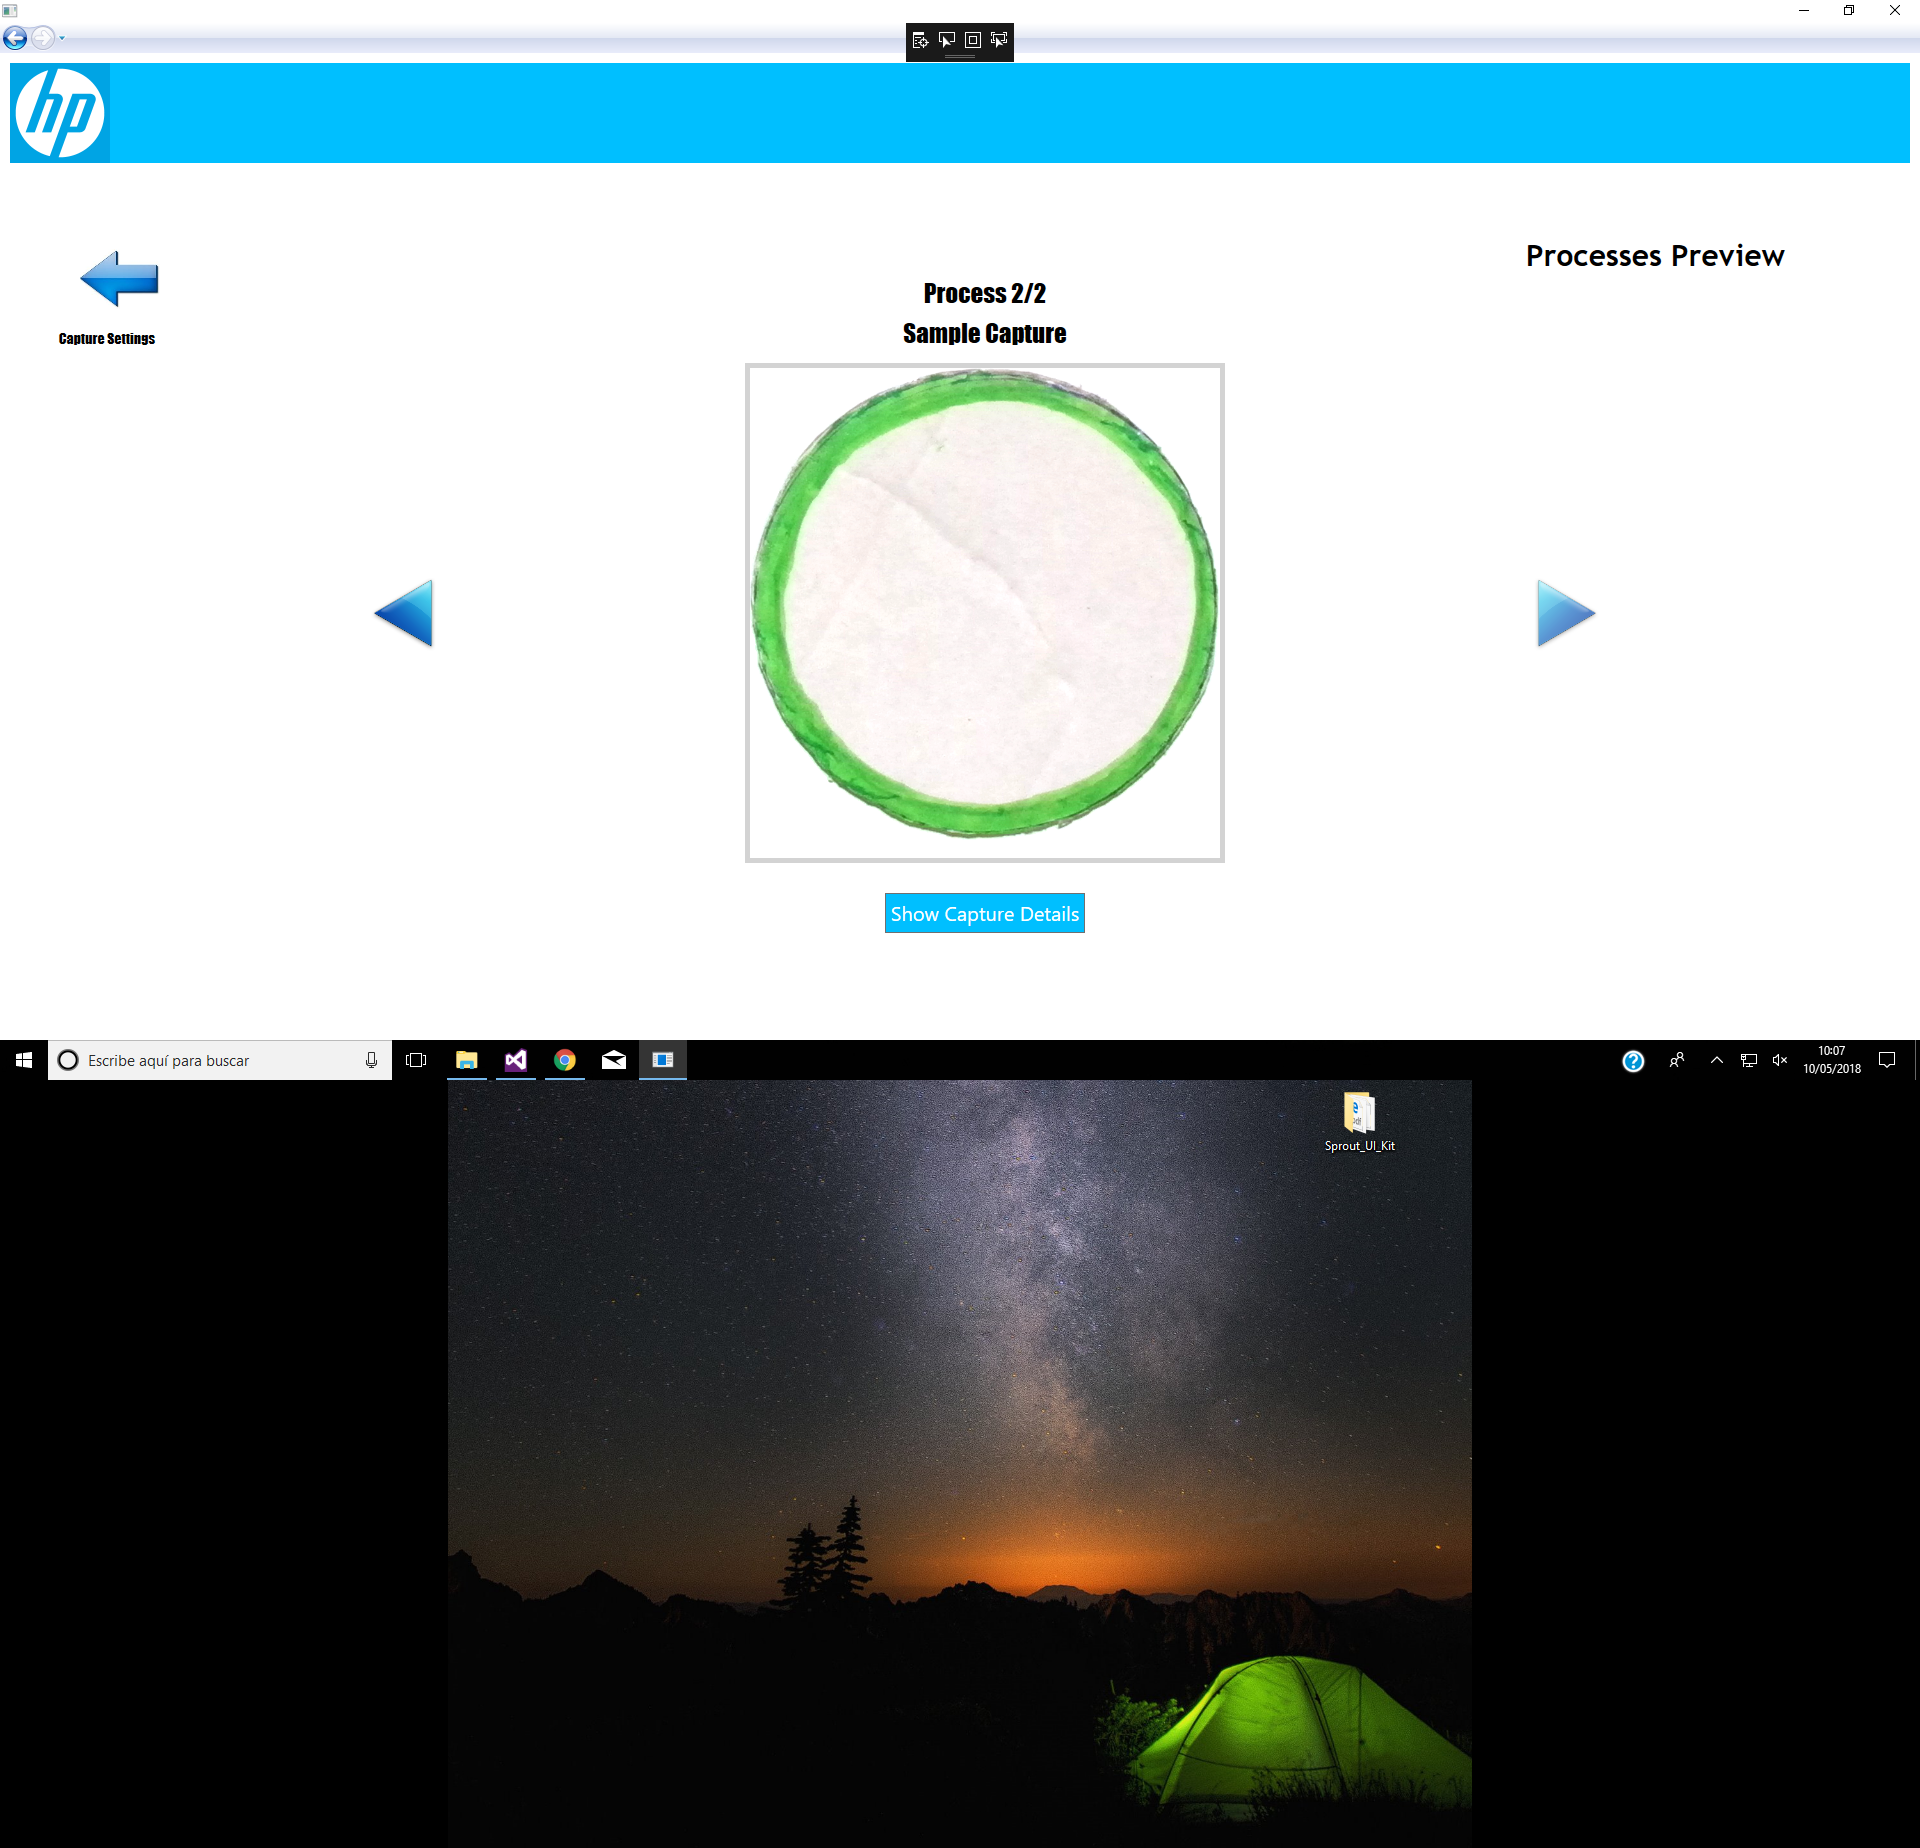 hp
Processes Preview
Process 2/2
Sample Capture
Capture Settings
Show Capture Details
Escribe aquí para buscar
10:07
10/05/2018
Sprout_UI_Kit